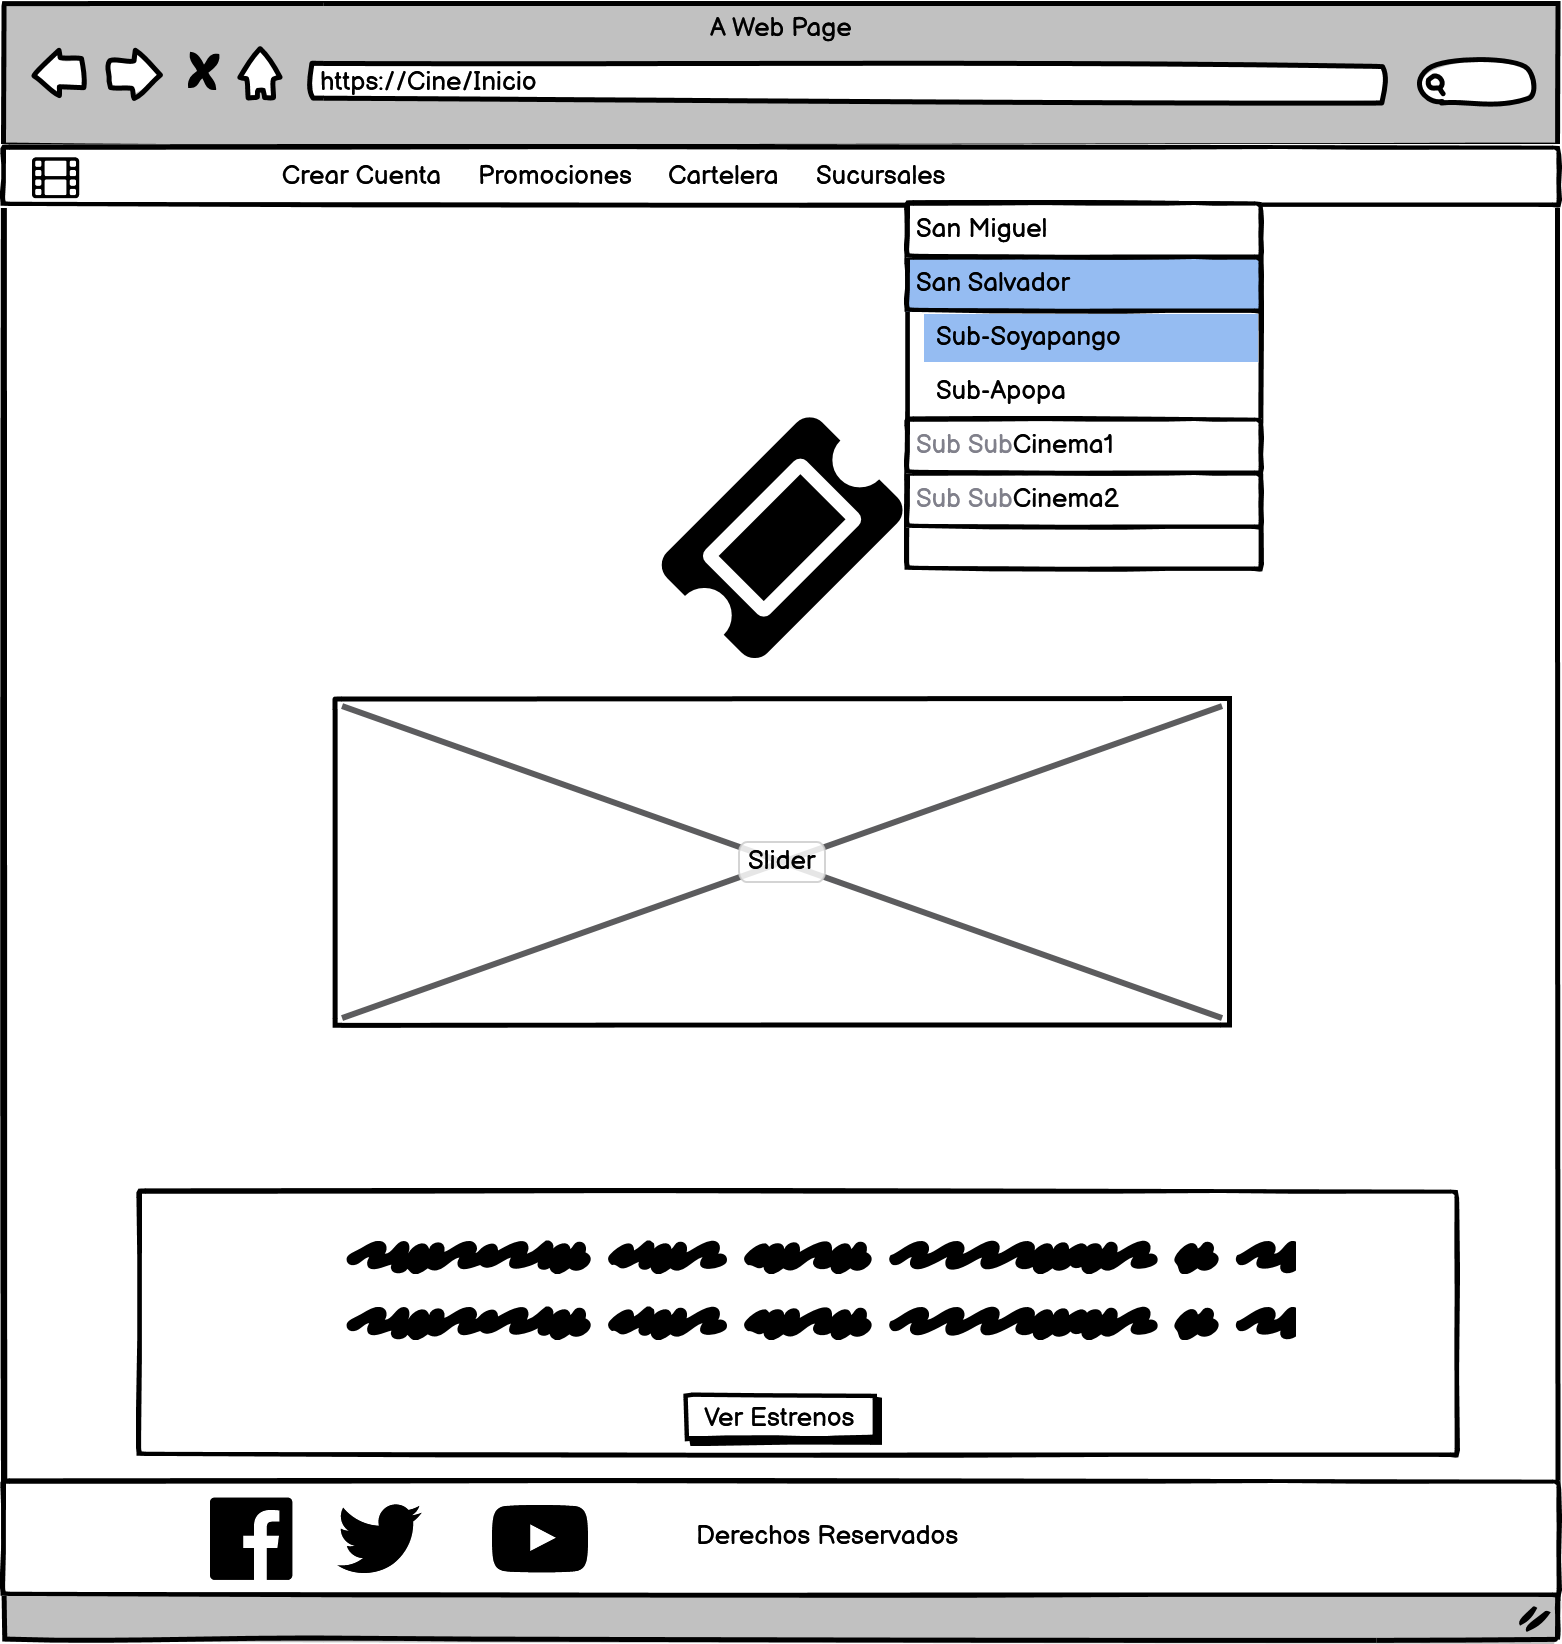 A Web Page
https://Cine/Inicio
Crear Cuenta Promociones Cartelera Sucursales
San Miguel
San Salvador
Sub-Soyapango
Sub-Apopa
Sub SubCinema1
Sub SubCinema2
Slider
Ver Estrenos
Derechos Reservados